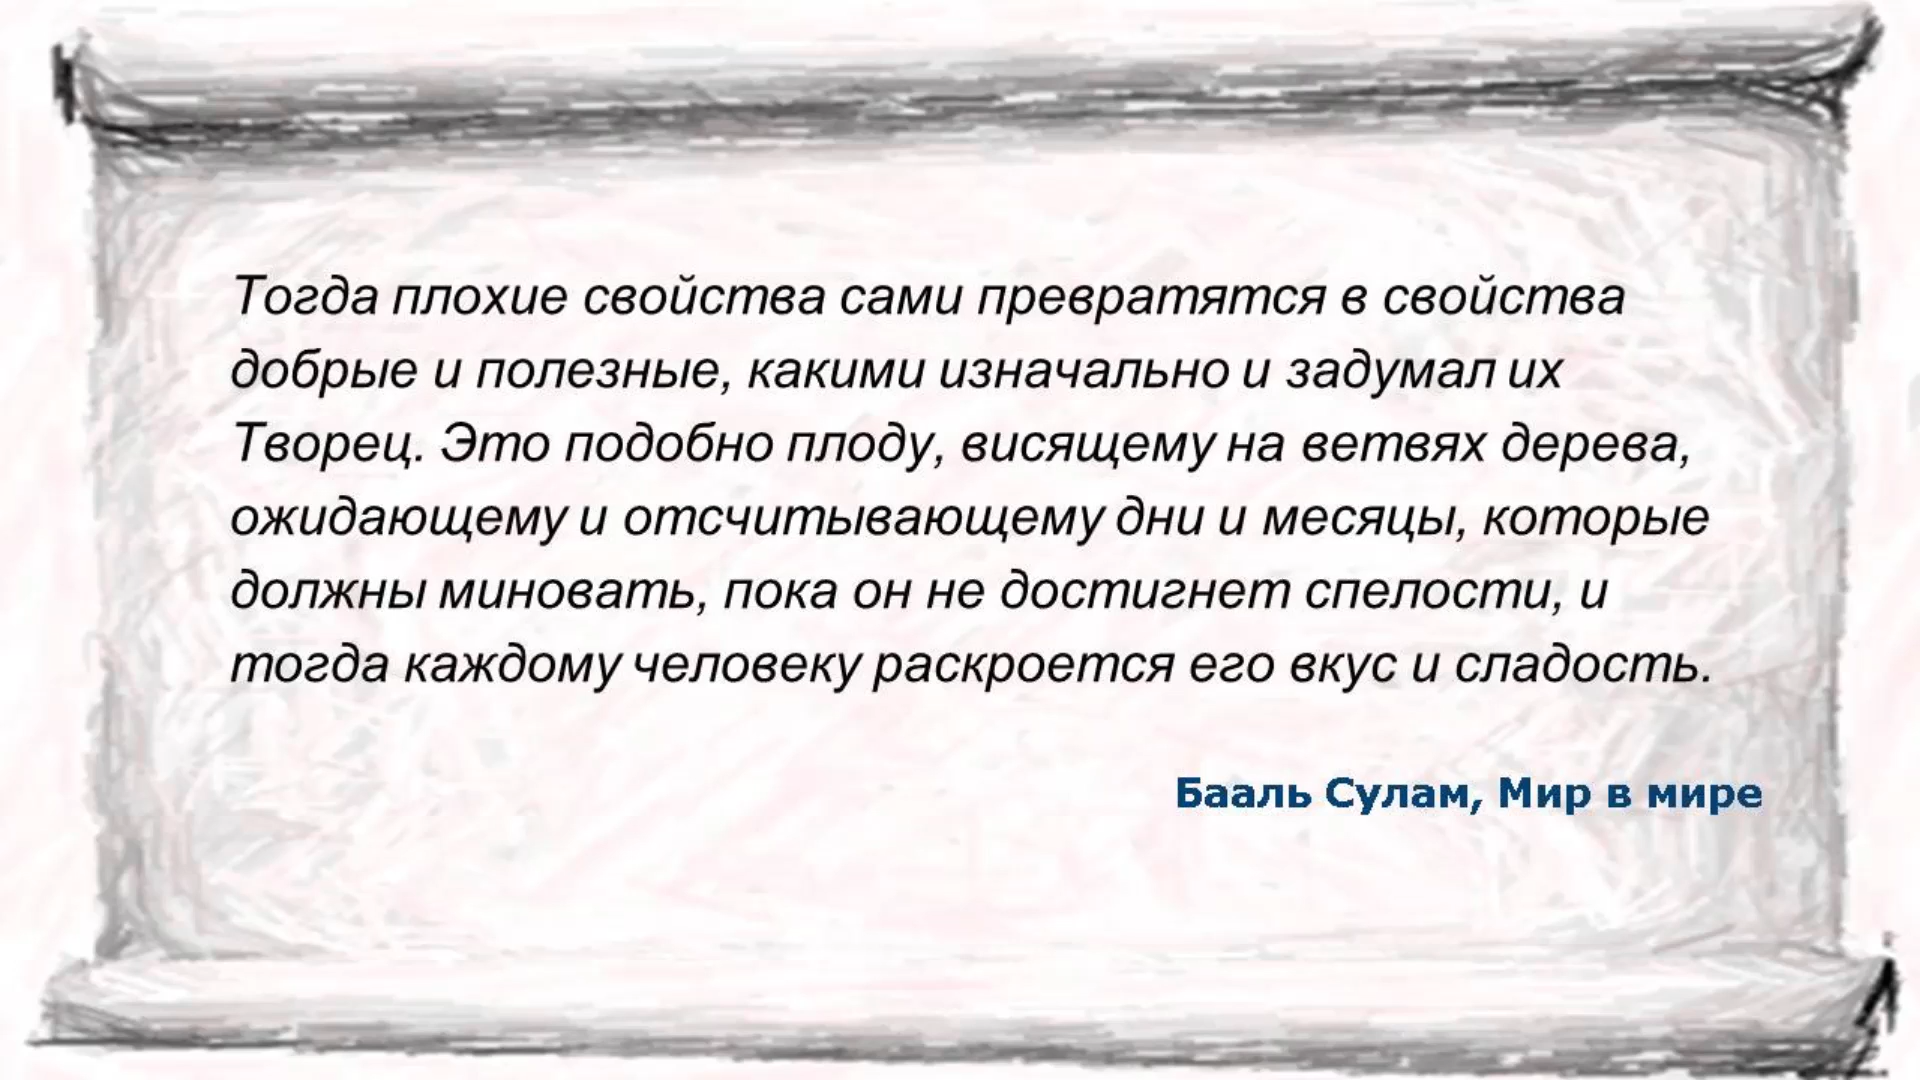 Тогда плохие свойства сами превратятся в свойства
добрые и полезные, какими изначально и задумал их
Творец. Это подобно плоду, висящему на ветвях дерева,
ожидающему и отсчитывающему дни и месяцы, которые
должны миновать, пока он не достигнет спелости, и
тогда каждому человеку раскроется его вкус и сладость.
Бааль Сулам, Мир в мире